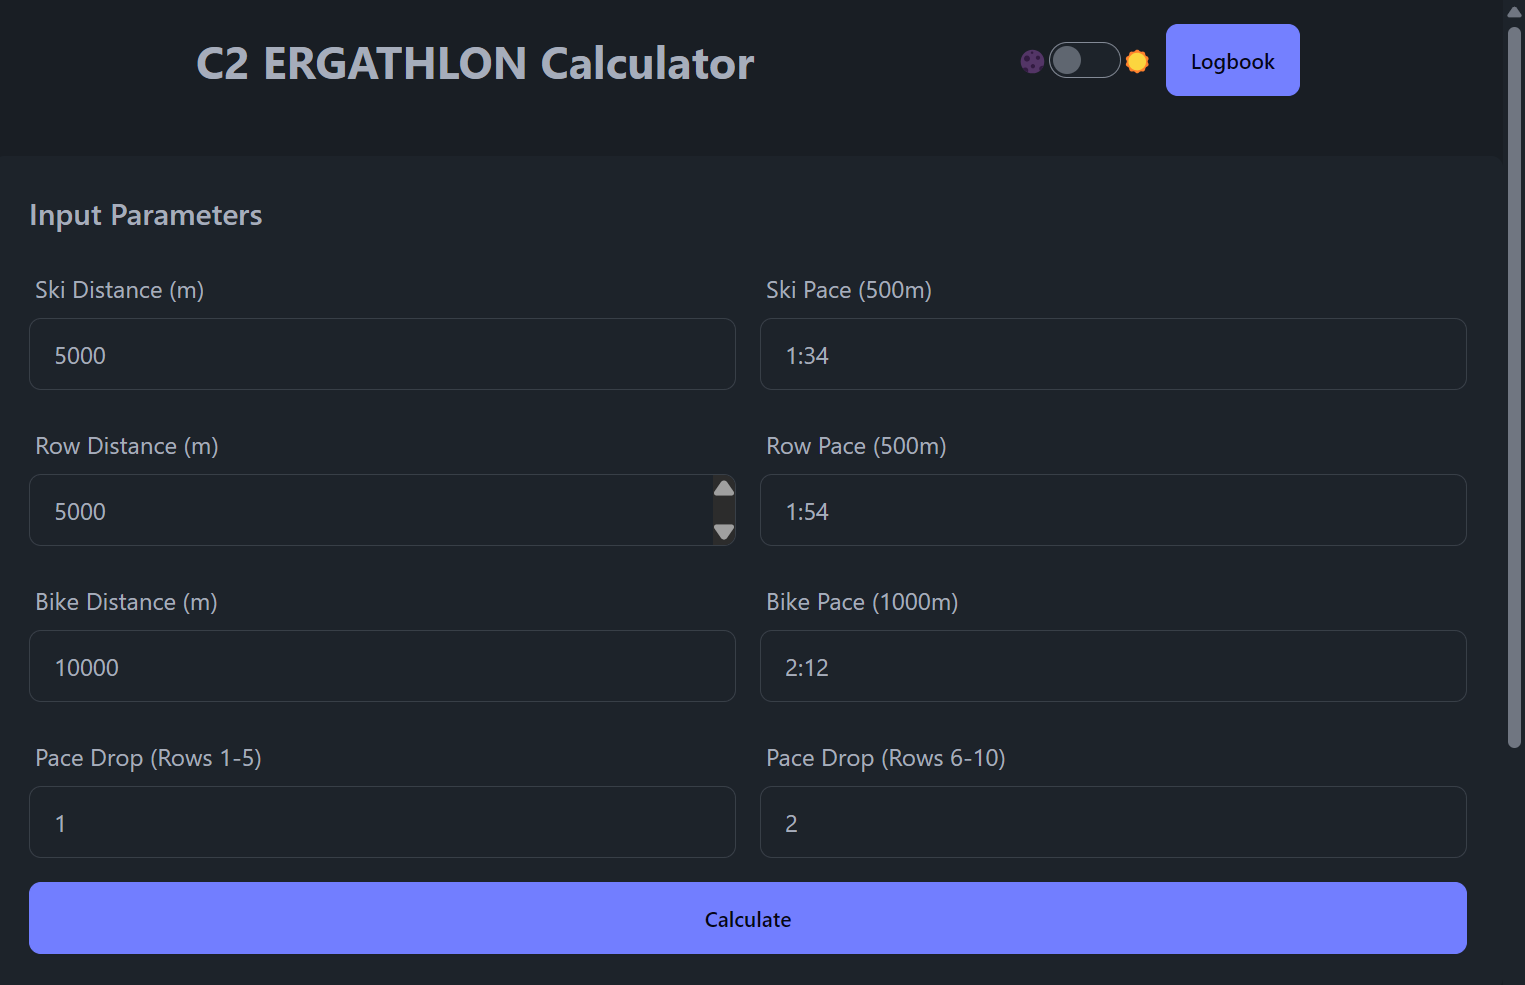 C2 ERGATHLON Calculator
Logbook
Input Parameters
Ski Distance (m)
Ski Pace (500m)
5000
1:34
Row Distance (m)
Row Pace (500m)
5000
1:54
Bike Distance (m)
Bike Pace (1000m)
10000
2:12
Pace Drop (Rows 1-5)
Pace Drop (Rows 6-10)
1
2
Calculate